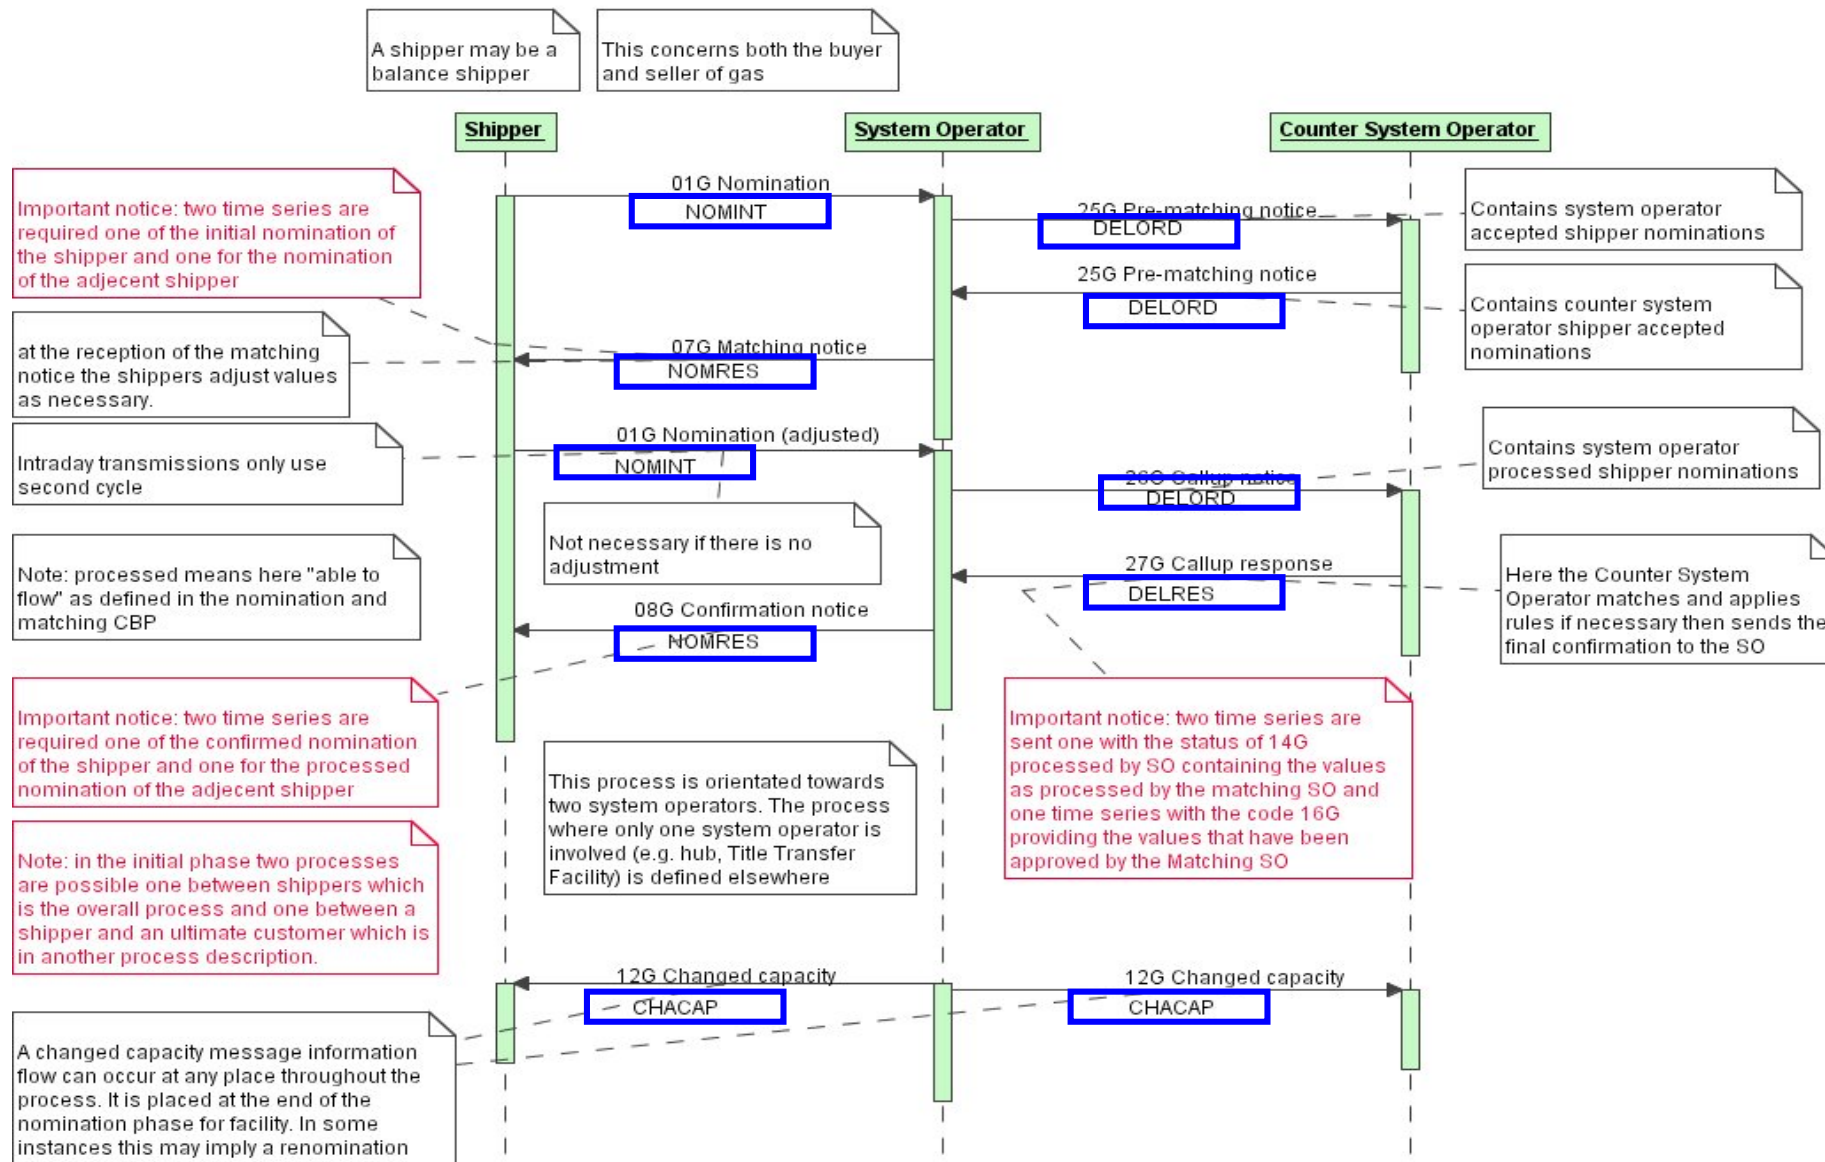 A shipper may be a
balance shipper
This concerns both the buyer
and seller of gas
Shipper
System Operator
Counter System Operator
Important notice: two time series are
required one of the initial nomination of
the shipper and one for the nomination
of the adjecent shipper
01G Nomination
NOMINT
25G Pre-matching notice
DELORD
Contains system operator
accepted shipper nominations
25G Pre-matching notice
DELORD
Contains counter system
operator shipper accepted
nominations
at the reception of the matching
notice the shippers adjust values
as necessary.
07G Matching notice
NOMRES
Intraday transmissions only use
second cycle
01G Nomination (adjusted)
NOMINT
Not necessary if there is no
adjustment
26G Callup notice
DELORD
Contains system operator
processed shipper nominations
Note: processed means here "able to
flow" as defined in the nomination and
matching CBP
27G Callup response
DELRES
Here the Counter System
Operator matches and applies
rules if necessary then sends the
final confirmation to the SO
08G Confirmation notice
NOMRES
Important notice: two time series are
required one of the confirmed nomination
of the shipper and one for the processed
nomination of the adjecent shipper
This process is orientated towards
two system operators. The process
where only one system operator is
involved (e.g. hub, Title Transfer
Facility) is defined elsewhere
Important notice: two time series are
sent one with the status of 14G
processed by SO containing the values
as processed by the matching SO and
one time series with the code 16G
providing the values that have been
approved by the Matching SO
Note: in the initial phase two processes
are possible one between shippers which
is the overall process and one between a
shipper and an ultimate customer which is
in another process description.
12G Changed capacity
CHACAP
12G Changed capacity
CHACAP
A changed capacity message information
flow can occur at any place throughout the
process. It is placed at the end of the
nomination phase for facility. In some
instances this may imply a renomination